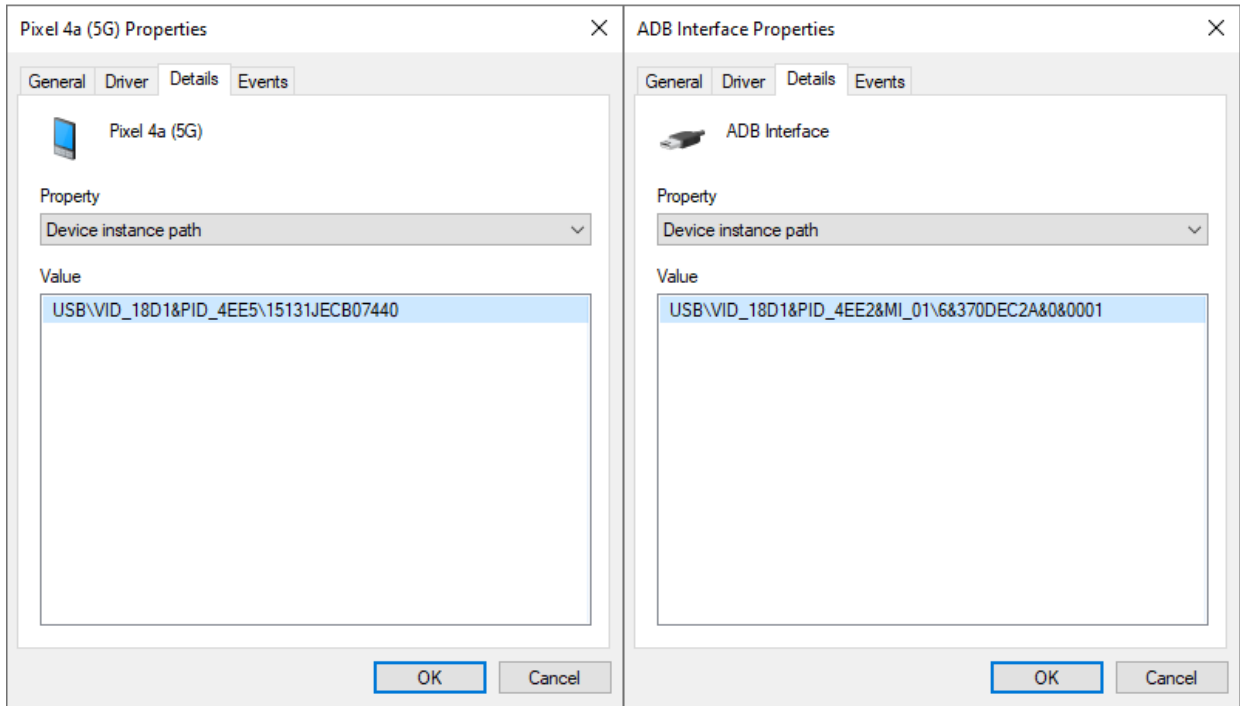 Pixel 4a (5G) Properties
General Driver Details Events
Pixel 4a (5G)
Property
Device instance path
Value
USB\VID_18D1&PID_4EE5\15131JECB07440
OK Cancel
ADB Interface Properties
General Driver Details Events
ADB Interface
Property
Device instance path
Value
USB\VID_18D1&PID_4EE2&MI_01\6&370DEC2A&0&0001
OK Cancel